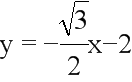 y = −√3/2x−2